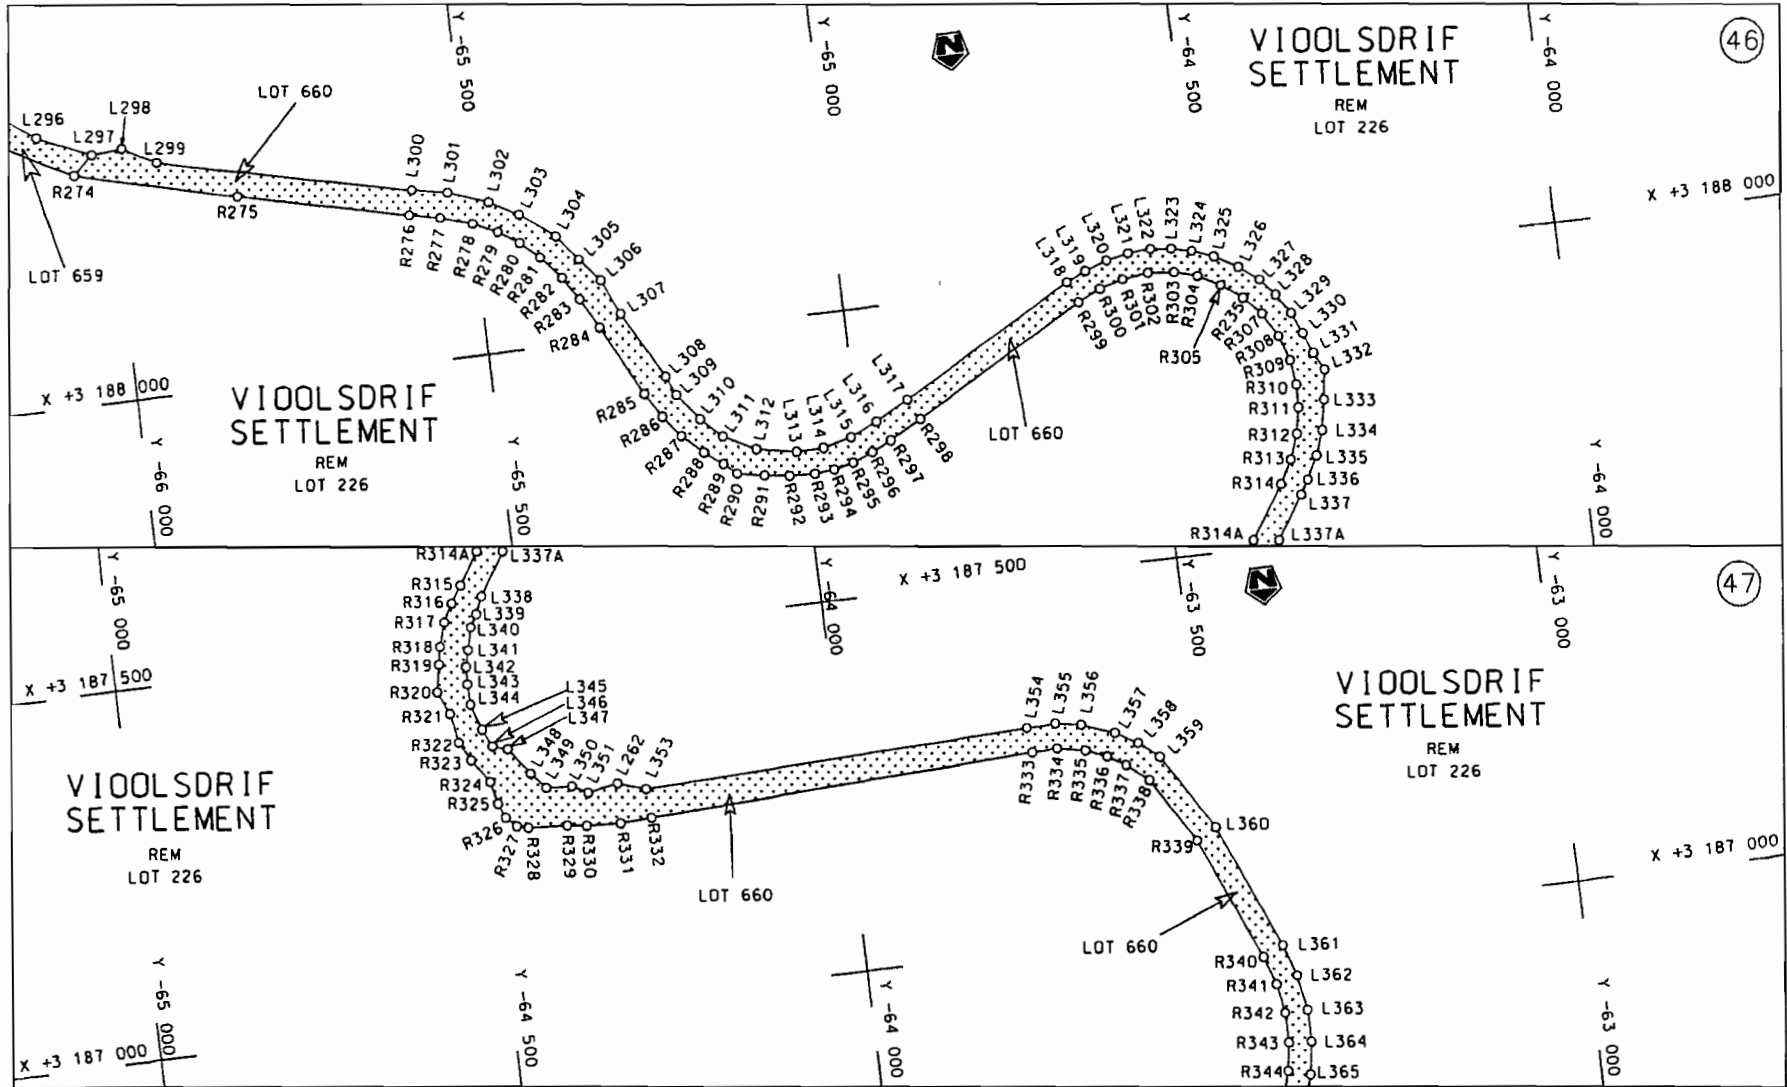 46
VIOOLSDRIF
SETTLEMENT
REM
LOT 226
Y -65 500
Y -65 000
Y -64 500
Y -64 000
N
X +3 188 000
LOT 660
LOT 659
L296
L297
L298
L299
L300
L301
L302
L303
L304
L305
L306
L307
L308
L309
L310
L311
L312
L313
L314
L315
L316
L317
L318
L319
L320
L321
L322
L323
L324
L325
L326
L327
L328
L329
L330
L331
L332
L333
L334
L335
L336
L337
L337A
R274
R275
R276
R277
R278
R279
R280
R281
R282
R283
R284
R285
R286
R287
R288
R289
R290
R291
R292
R293
R294
R295
R296
R297
R298
R299
R300
R301
R302
R303
R304
R305
R235
R307
R308
R309
R310
R311
R312
R313
R314
R314A
LOT 660
LOT 660
X +3 188 000
VIOOLSDRIF
SETTLEMENT
REM
LOT 226
Y -66 000
Y -65 500
Y -64 000
47
Y -65 000
Y -64 000
Y -63 500
Y -63 000
N
X +3 187 500
X +3 187 500
R314A
R315
R316
R317
R318
R319
R320
R321
R322
R323
R324
R325
R326
R327
R328
R329
R330
R331
R332
R333
R334
R335
R336
R337
R338
R339
R340
R341
R342
R343
R344
L337A
L338
L339
L340
L341
L342
L343
L344
L345
L346
L347
L348
L349
L350
L351
L262
L353
L354
L355
L356
L357
L358
L359
L360
L361
L362
L363
L364
L365
VIOOLSDRIF
SETTLEMENT
REM
LOT 226
VIOOLSDRIF
SETTLEMENT
REM
LOT 226
LOT 660
LOT 660
X +3 187 000
X +3 187 000
Y -65 000
Y -64 500
Y -64 000
Y -63 000